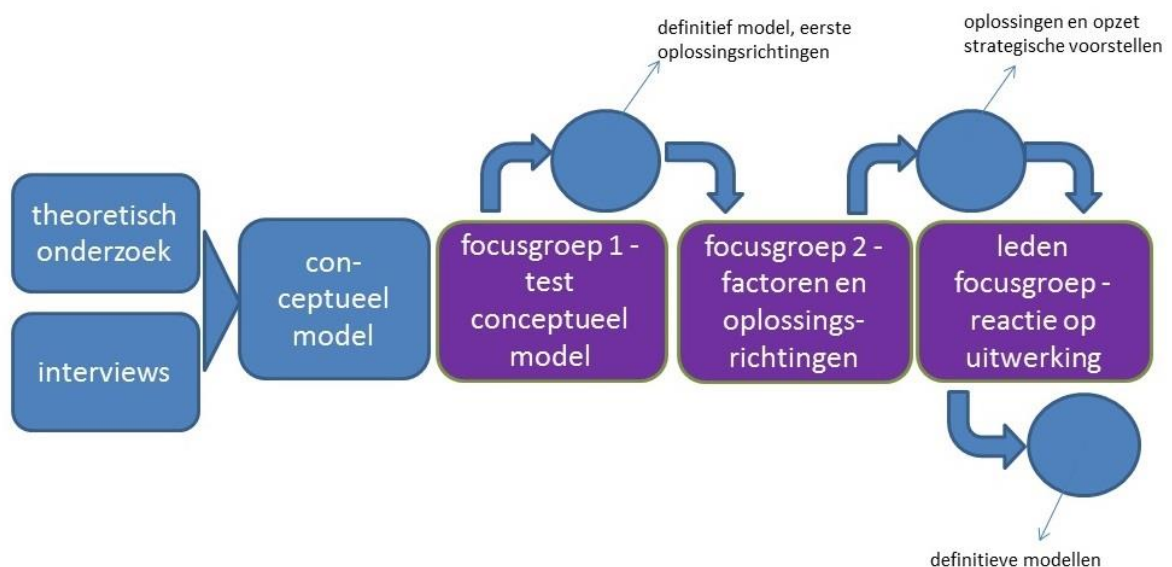 definitief model, eerste
oplossingsrichtingen
oplossingen en opzet
strategische voorstellen
theoretisch
onderzoek
interviews
con-
ceptueel
model
focusgroep 1 -
test
conceptueel
model
focusgroep 2 -
factoren en
oplossings-
richtingen
leden
focusgroep -
reactie op
uitwerking
definitieve modellen